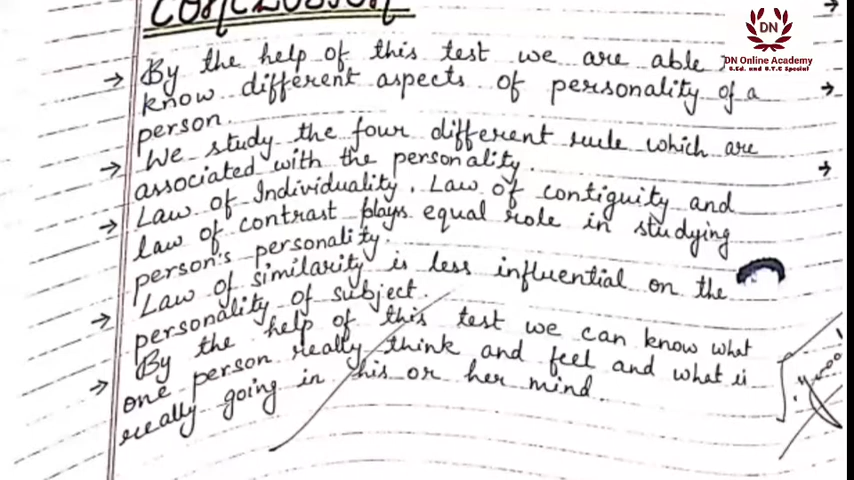 CONCLUSION
DN
DN Online Academy
B.Ed. and B.T.C Special
→ By the help of this test we are able
know different aspects of personality of a
person.
→ We study the four different rule which are
associated with the personality.
→ Law of Individuality. Law of contiguity and
law of contrast plays equal role in studying
person's personality.
→ Law of similarity is less influential on the
personality of subject.
→ By the help of this test we can know what
one person really think and feel and what is
really going in his or her mind.